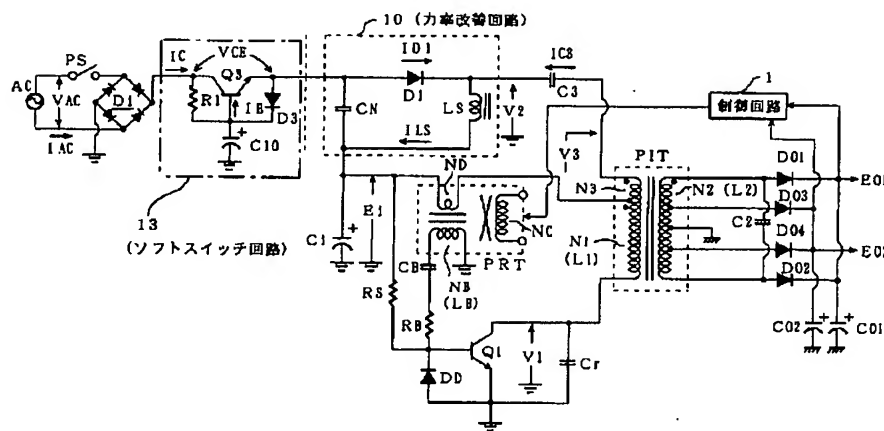 10 (力率改善回路)
IC
VCE
PS
Q3
ID1
ICS
1
AC
VAC
D1
R1
IB
D3
CN
D1
LS
C3
V2
制御回路
IAC
C10
ILS
V3
PIT
ND
N3
N2 (L2)
D01
E01
D03
13
(ソフトスイッチ回路)
C1
E1
NC
C2
D04
E02
CB
PRT
N1
(L1)
D02
RS
NB
(LB)
RB
Q1
V1
Cr
C02
C01
DD